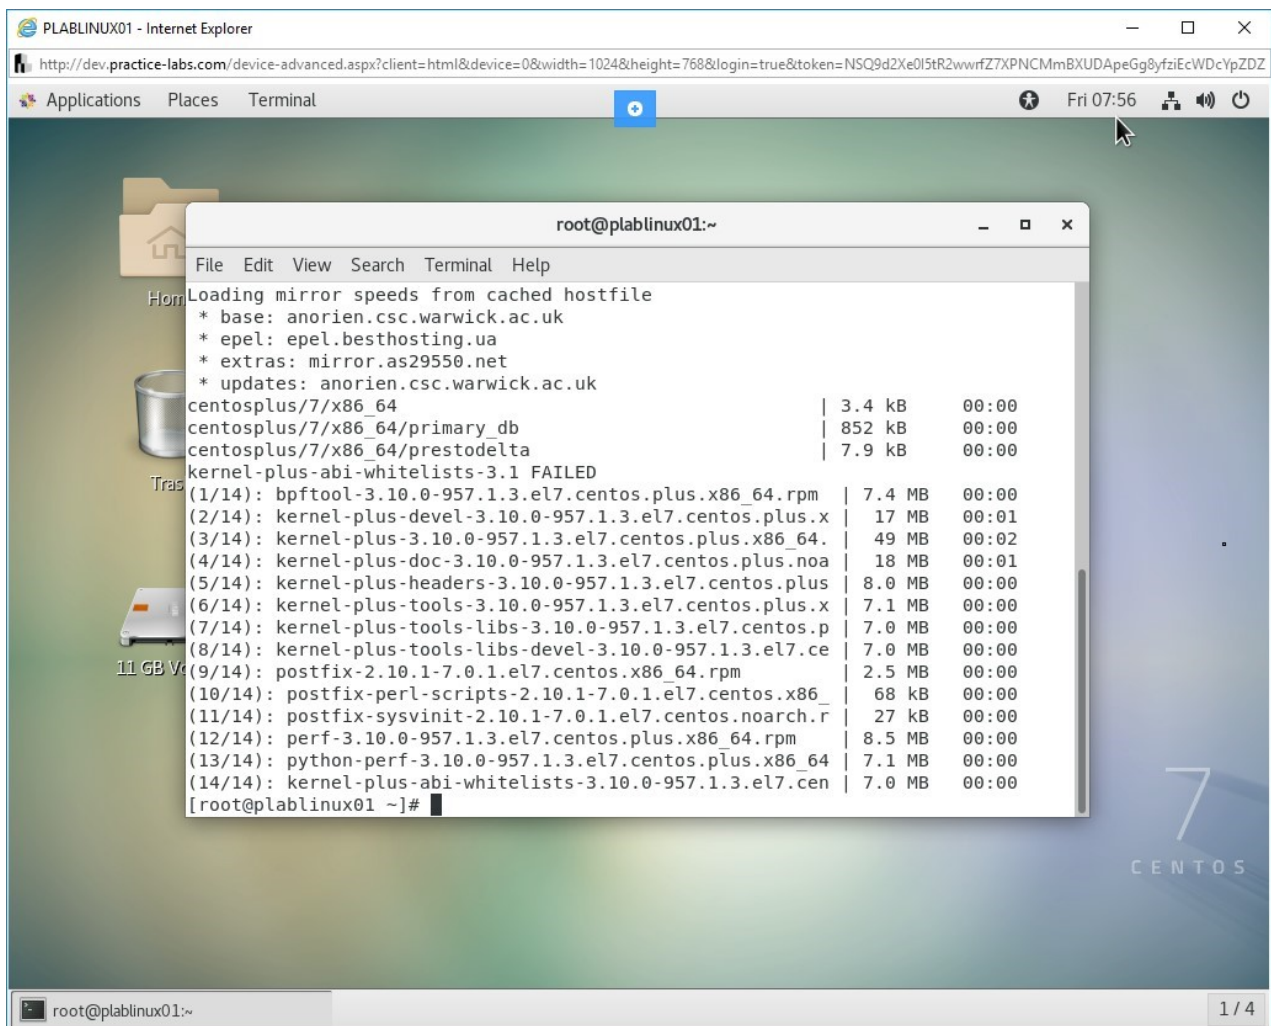 PLABLINUX01 - Internet Explorer
http://dev.practice-labs.com/device-advanced.aspx?client=html&device=0&width=1024&height=768&login=true&token=NSQ9d2Xe0I5tR2wwrfZ7XPNCMmBXUDApeGg8yfziEcWDcYpZDZ
Applications Places Terminal Fri 07:56
root@plablinux01:~
File Edit View Search Terminal Help
Loading mirror speeds from cached hostfile
* base: anorien.csc.warwick.ac.uk
* epel: epel.besthosting.ua
* extras: mirror.as29550.net
* updates: anorien.csc.warwick.ac.uk
centosplus/7/x86_64 | 3.4 kB 00:00
centosplus/7/x86_64/primary_db | 852 kB 00:00
centosplus/7/x86_64/prestodelta | 7.9 kB 00:00
kernel-plus-abi-whitelists-3.1 FAILED
(1/14): bpftool-3.10.0-957.1.3.el7.centos.plus.x86_64.rpm | 7.4 MB 00:00
(2/14): kernel-plus-devel-3.10.0-957.1.3.el7.centos.plus.x | 17 MB 00:01
(3/14): kernel-plus-3.10.0-957.1.3.el7.centos.plus.x86_64. | 49 MB 00:02
(4/14): kernel-plus-doc-3.10.0-957.1.3.el7.centos.plus.noa | 18 MB 00:01
(5/14): kernel-plus-headers-3.10.0-957.1.3.el7.centos.plus | 8.0 MB 00:00
(6/14): kernel-plus-tools-3.10.0-957.1.3.el7.centos.plus.x | 7.1 MB 00:00
(7/14): kernel-plus-tools-libs-3.10.0-957.1.3.el7.centos.p | 7.0 MB 00:00
(8/14): kernel-plus-tools-libs-devel-3.10.0-957.1.3.el7.ce | 7.0 MB 00:00
(9/14): postfix-2.10.1-7.0.1.el7.centos.x86_64.rpm | 2.5 MB 00:00
(10/14): postfix-perl-scripts-2.10.1-7.0.1.el7.centos.x86_ | 68 kB 00:00
(11/14): postfix-sysvinit-2.10.1-7.0.1.el7.centos.noarch.r | 27 kB 00:00
(12/14): perf-3.10.0-957.1.3.el7.centos.plus.x86_64.rpm | 8.5 MB 00:00
(13/14): python-perf-3.10.0-957.1.3.el7.centos.plus.x86_64 | 7.1 MB 00:00
(14/14): kernel-plus-abi-whitelists-3.10.0-957.1.3.el7.cen | 7.0 MB 00:00
[root@plablinux01 ~]#
Hom
Tras
11 GB Vo
7
CENTOS
root@plablinux01:~ 1 / 4